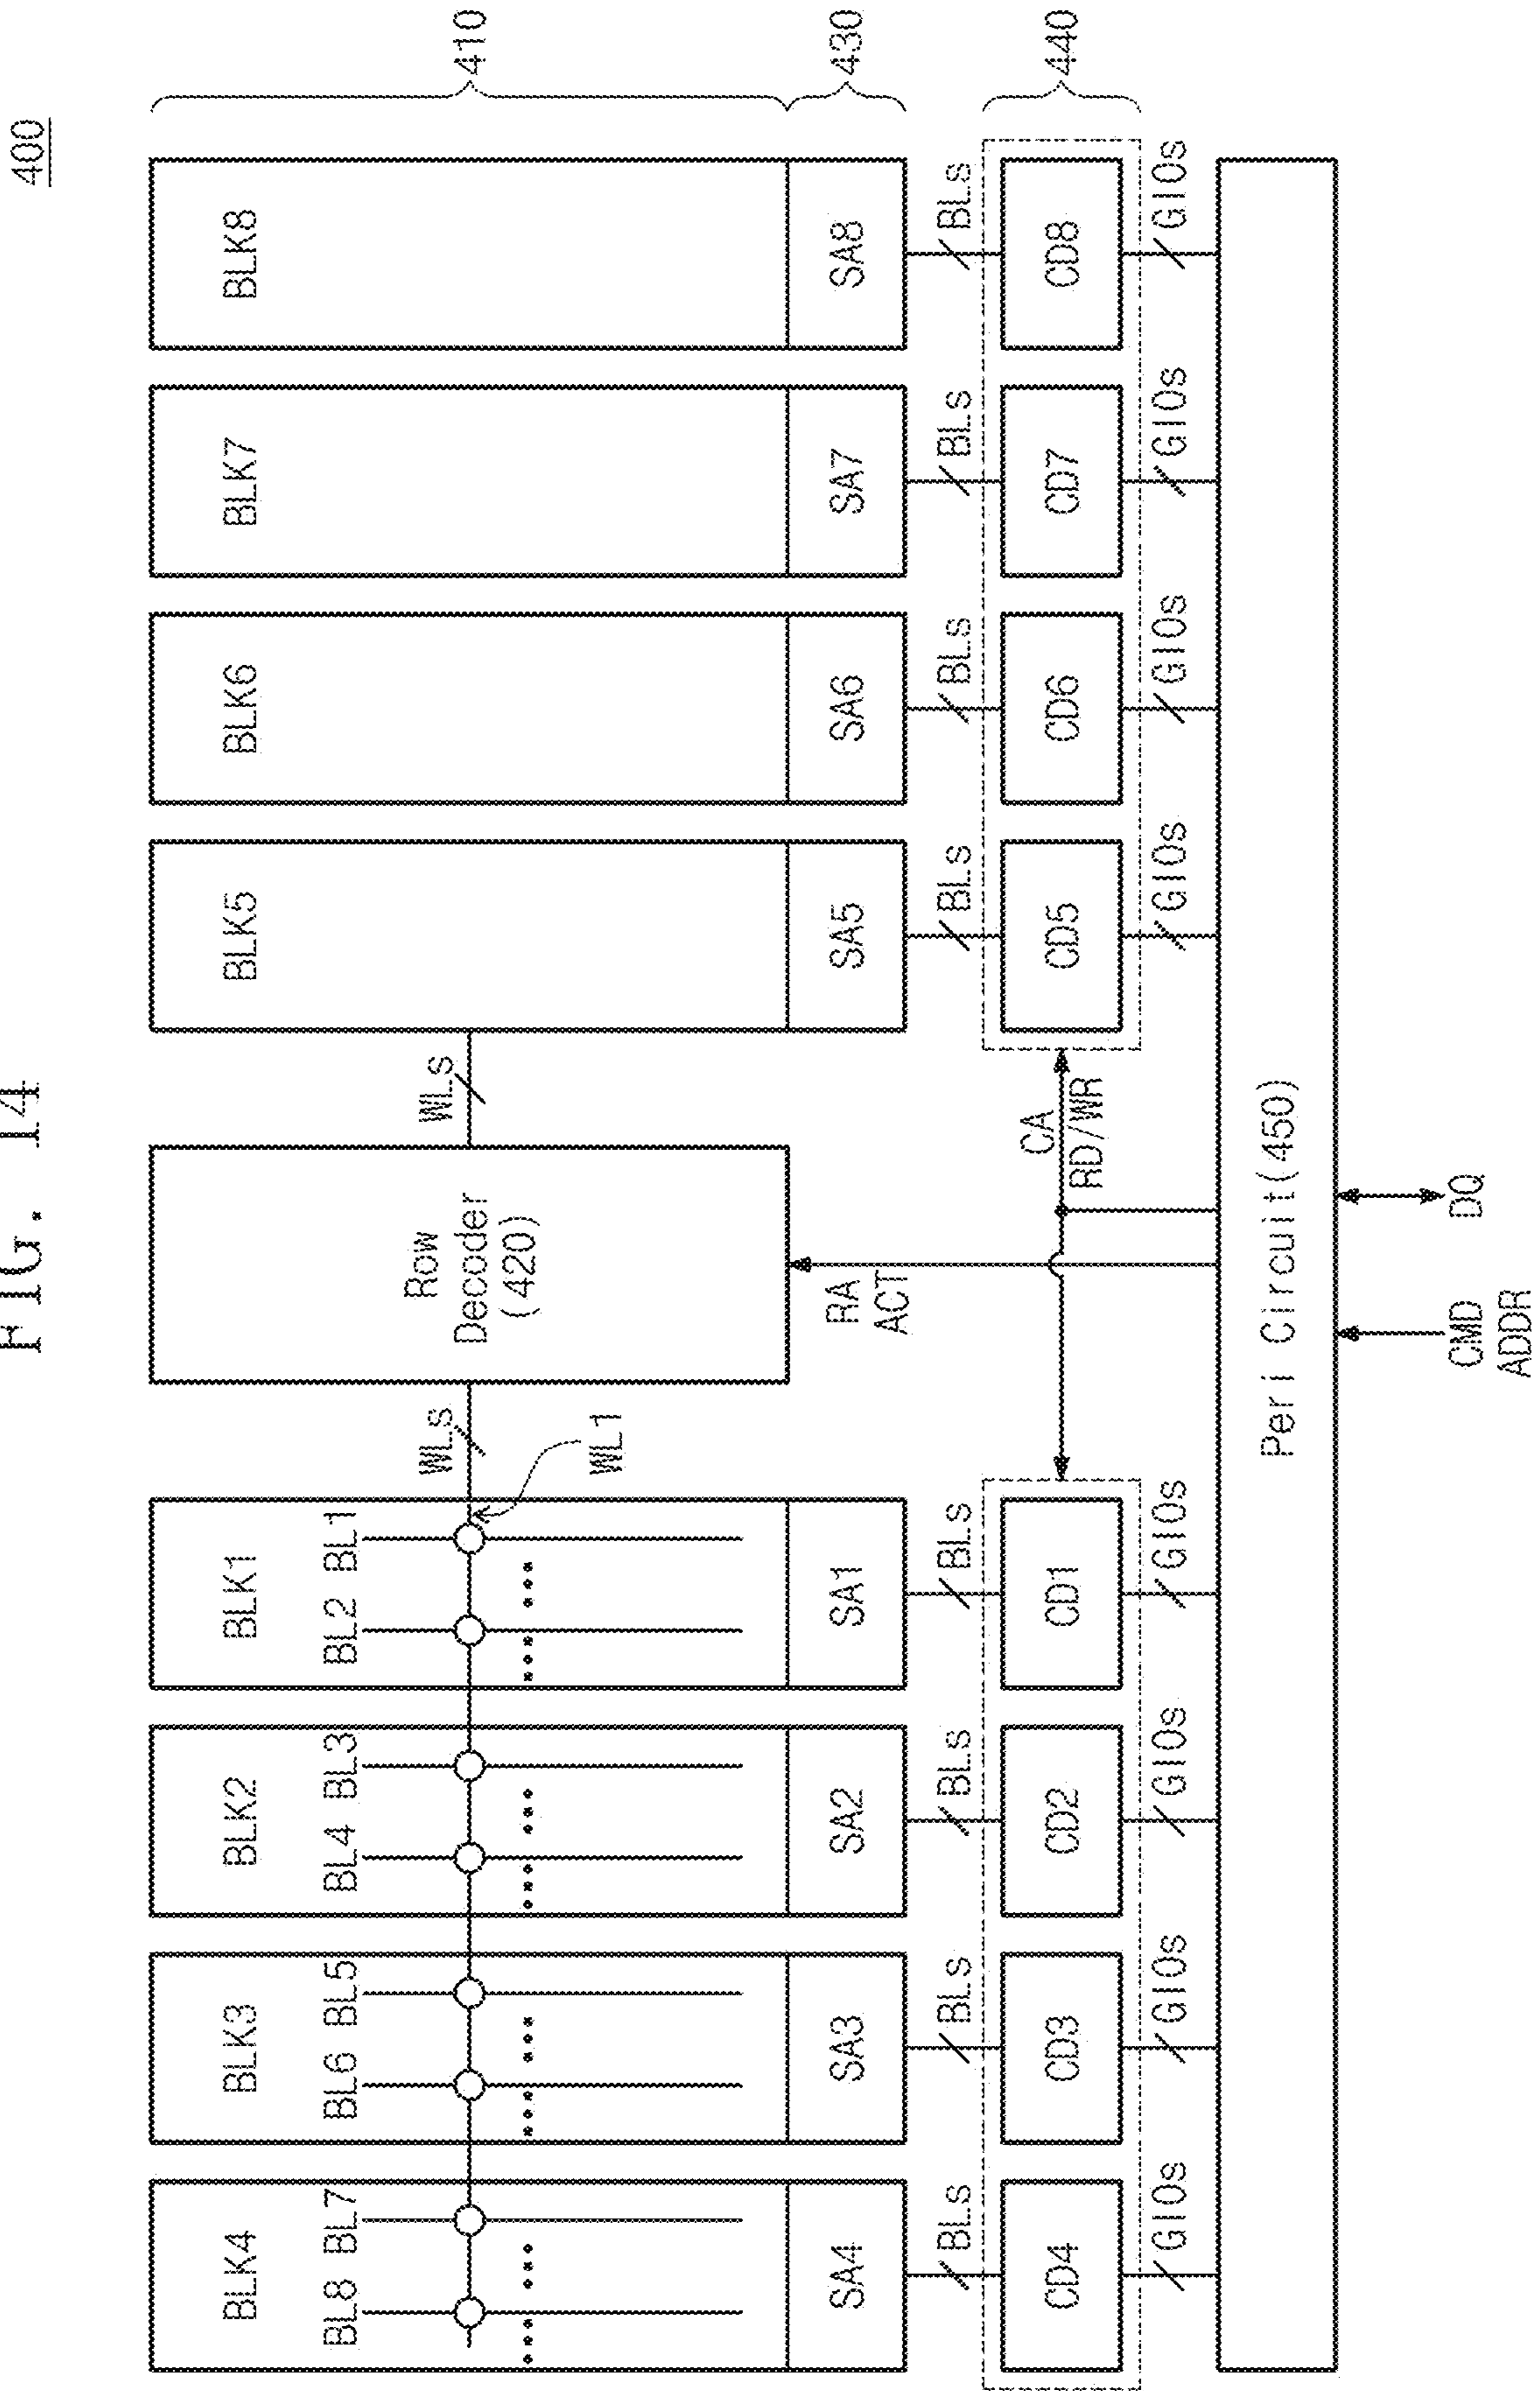 FIG. 14
400
BLK4 BLK3 BLK2 BLK1 BLK5 BLK6 BLK7 BLK8
BL8 BL7 BL6 BL5 BL4 BL3 BL2 BL1
WLs WLs
Row
Decoder
(420)
410
WL1
SA4 SA3 SA2 SA1 SA5 SA6 SA7 SA8
430
RA
ACT
BLs BLs BLs BLs BLs BLs BLs BLs
CA
RD/WR
CD4 CD3 CD2 CD1 CD5 CD6 CD7 CD8
440
GIOs GIOs GIOs GIOs GIOs GIOs GIOs GIOs
Peri Circuit(450)
CMD
ADDR
DQ